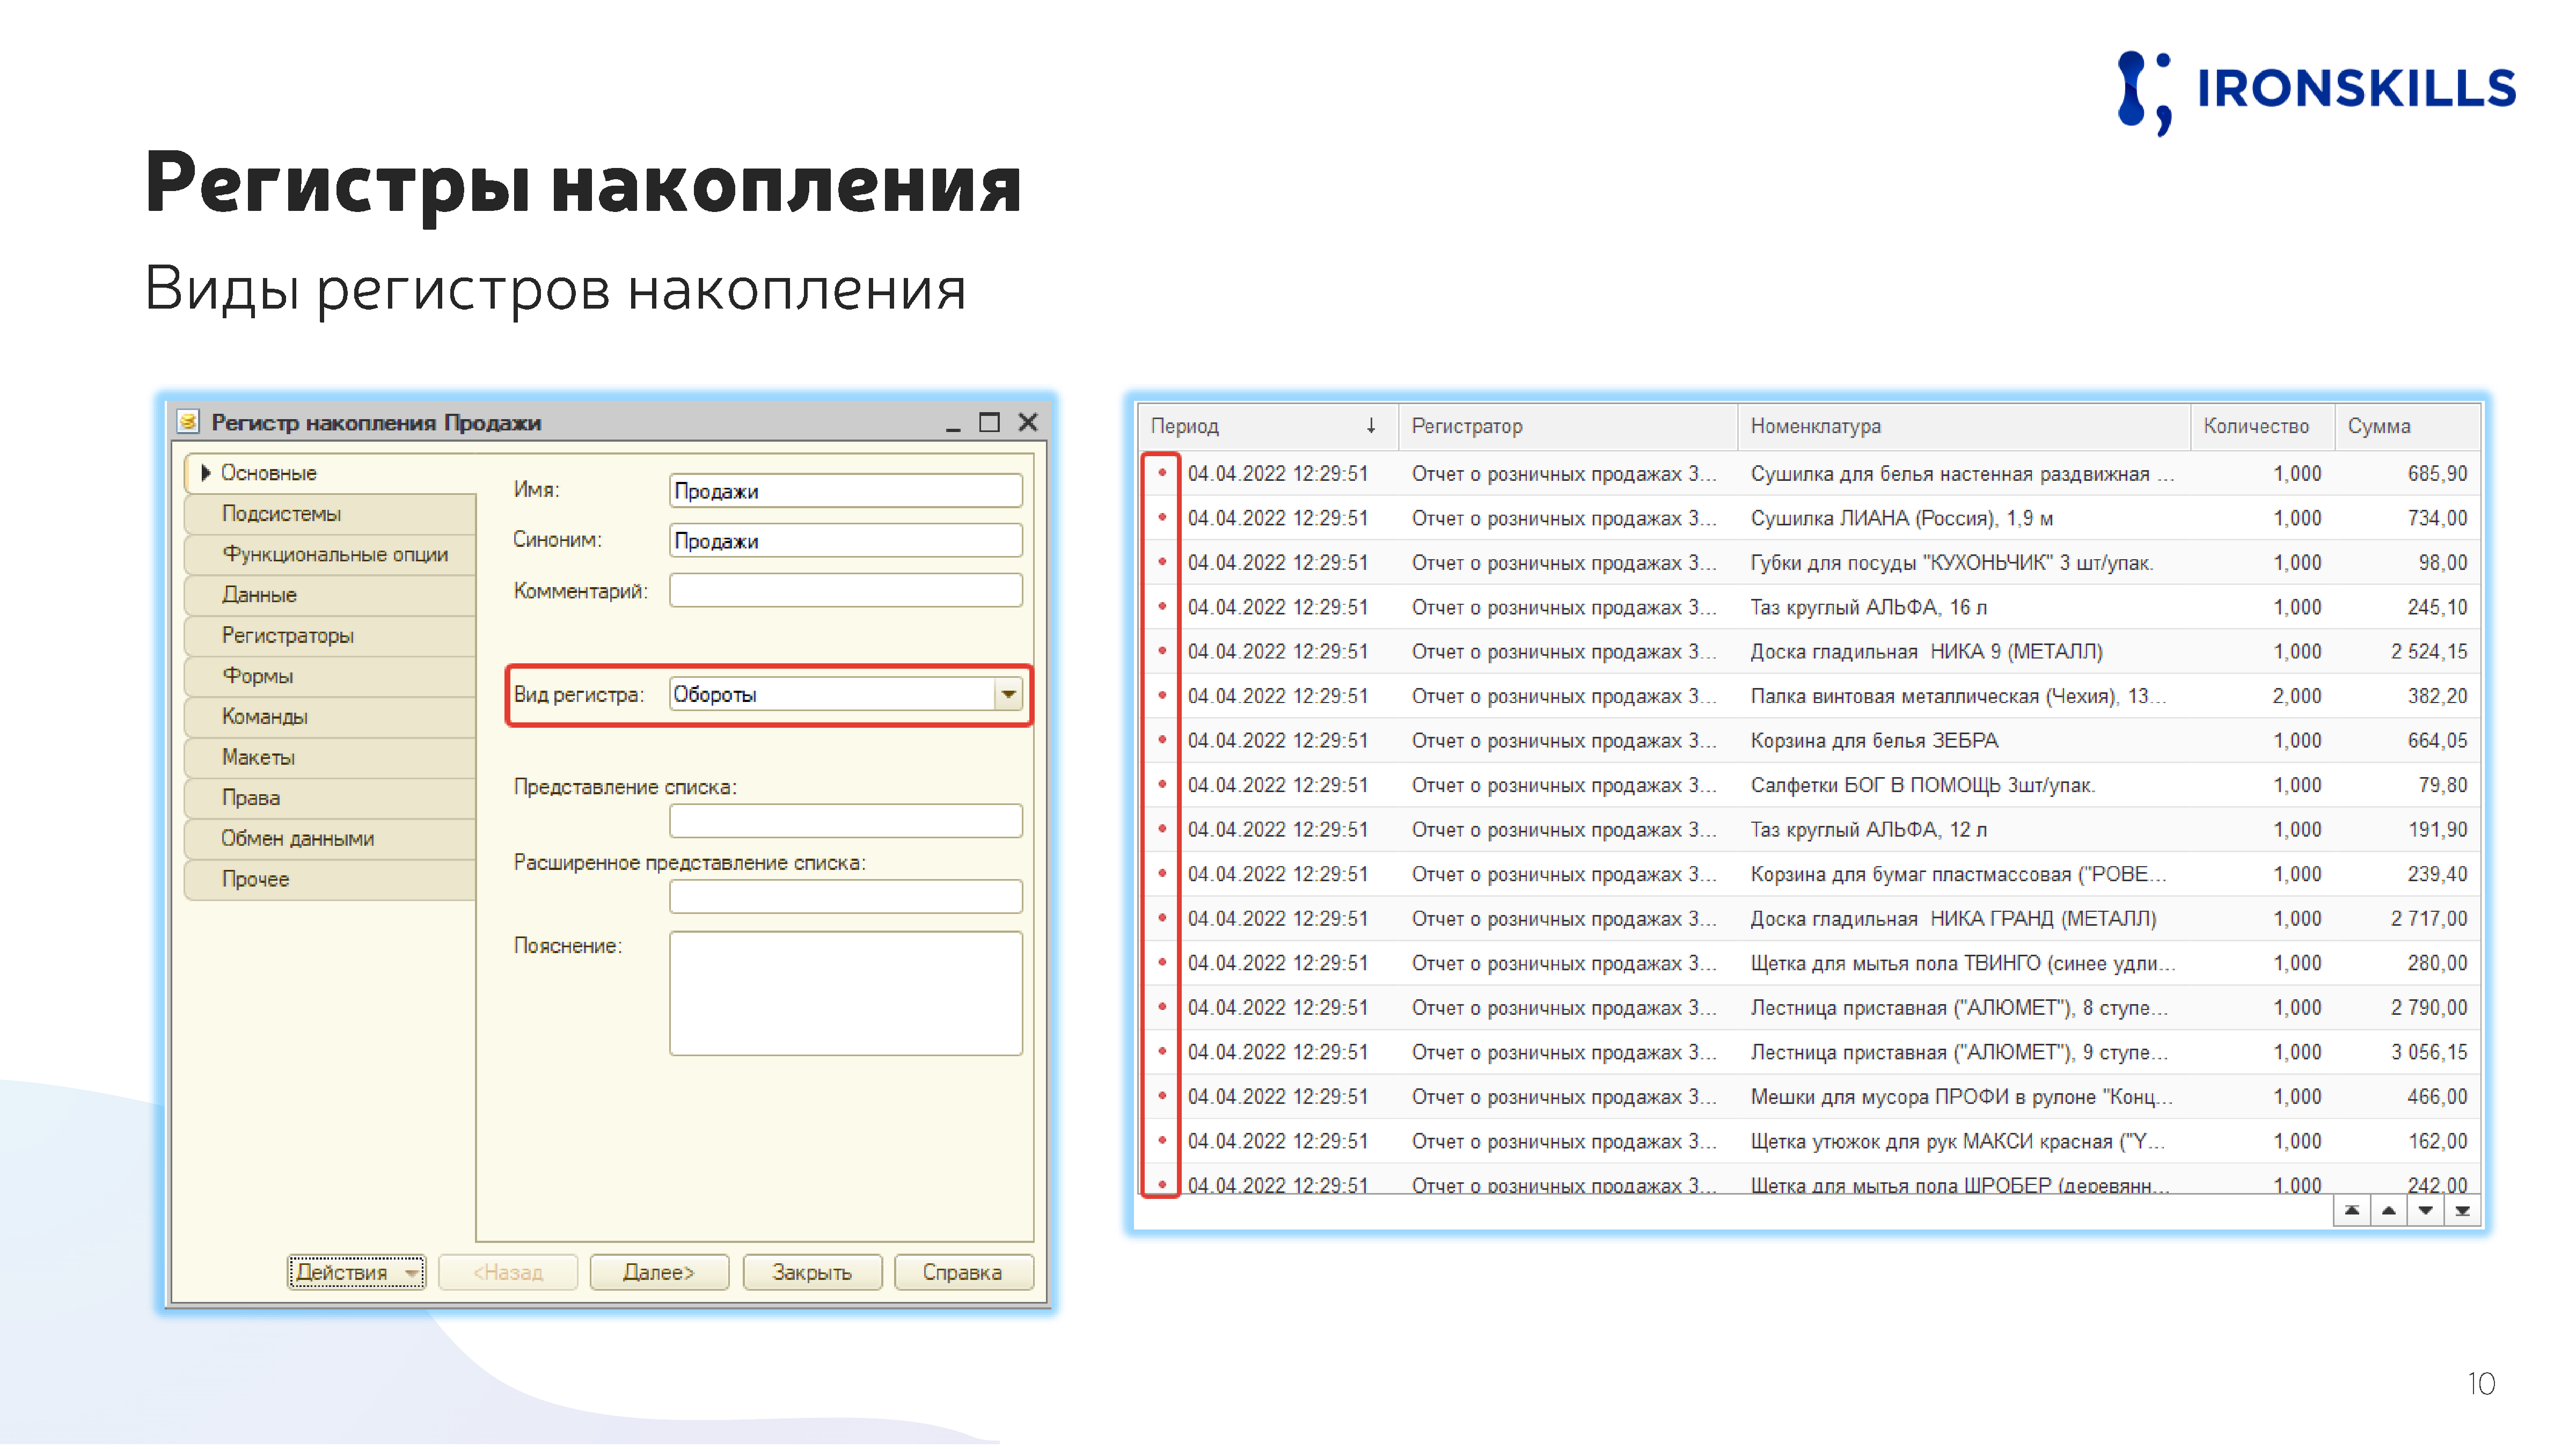 IRONSKILLS
Регистры накопления
Виды регистров накопления
Регистр накопления Продажи
Основные
Подсистемы
Функциональные опции
Данные
Регистраторы
Формы
Команды
Макеты
Права
Обмен данными
Прочее
Имя: Продажи
Синоним: Продажи
Комментарий:
Вид регистра: Обороты
Представление списка:
Расширенное представление списка:
Пояснение:
Действия <Назад Далее> Закрыть Справка
Период ↓ Регистратор Номенклатура Количество Сумма
04.04.2022 12:29:51 Отчет о розничных продажах З... Сушилка для белья настенная раздвижная ... 1,000 685,90
04.04.2022 12:29:51 Отчет о розничных продажах З... Сушилка ЛИАНА (Россия), 1,9 м 1,000 734,00
04.04.2022 12:29:51 Отчет о розничных продажах З... Губки для посуды "КУХОНЬЧИК" 3 шт/упак. 1,000 98,00
04.04.2022 12:29:51 Отчет о розничных продажах З... Таз круглый АЛЬФА, 16 л 1,000 245,10
04.04.2022 12:29:51 Отчет о розничных продажах З... Доска гладильная НИКА 9 (МЕТАЛЛ) 1,000 2 524,15
04.04.2022 12:29:51 Отчет о розничных продажах З... Палка винтовая металлическая (Чехия), 13... 2,000 382,20
04.04.2022 12:29:51 Отчет о розничных продажах З... Корзина для белья ЗЕБРА 1,000 664,05
04.04.2022 12:29:51 Отчет о розничных продажах З... Салфетки БОГ В ПОМОЩЬ 3шт/упак. 1,000 79,80
04.04.2022 12:29:51 Отчет о розничных продажах З... Таз круглый АЛЬФА, 12 л 1,000 191,90
04.04.2022 12:29:51 Отчет о розничных продажах З... Корзина для бумаг пластмассовая ("РОВЕ... 1,000 239,40
04.04.2022 12:29:51 Отчет о розничных продажах З... Доска гладильная НИКА ГРАНД (МЕТАЛЛ) 1,000 2 717,00
04.04.2022 12:29:51 Отчет о розничных продажах З... Щетка для мытья пола ТВИНГО (синее удли... 1,000 280,00
04.04.2022 12:29:51 Отчет о розничных продажах З... Лестница приставная ("АЛЮМЕТ"), 8 ступе... 1,000 2 790,00
04.04.2022 12:29:51 Отчет о розничных продажах З... Лестница приставная ("АЛЮМЕТ"), 9 ступе... 1,000 3 056,15
04.04.2022 12:29:51 Отчет о розничных продажах З... Мешки для мусора ПРОФИ в рулоне "Конц... 1,000 466,00
04.04.2022 12:29:51 Отчет о розничных продажах З... Щетка утюжок для рук МАКСИ красная ("Y... 1,000 162,00
04.04.2022 12:29:51 Отчет о розничных продажах З... Щетка для мытья пола ШРОБЕР (деревянн... 1,000 242,00
10